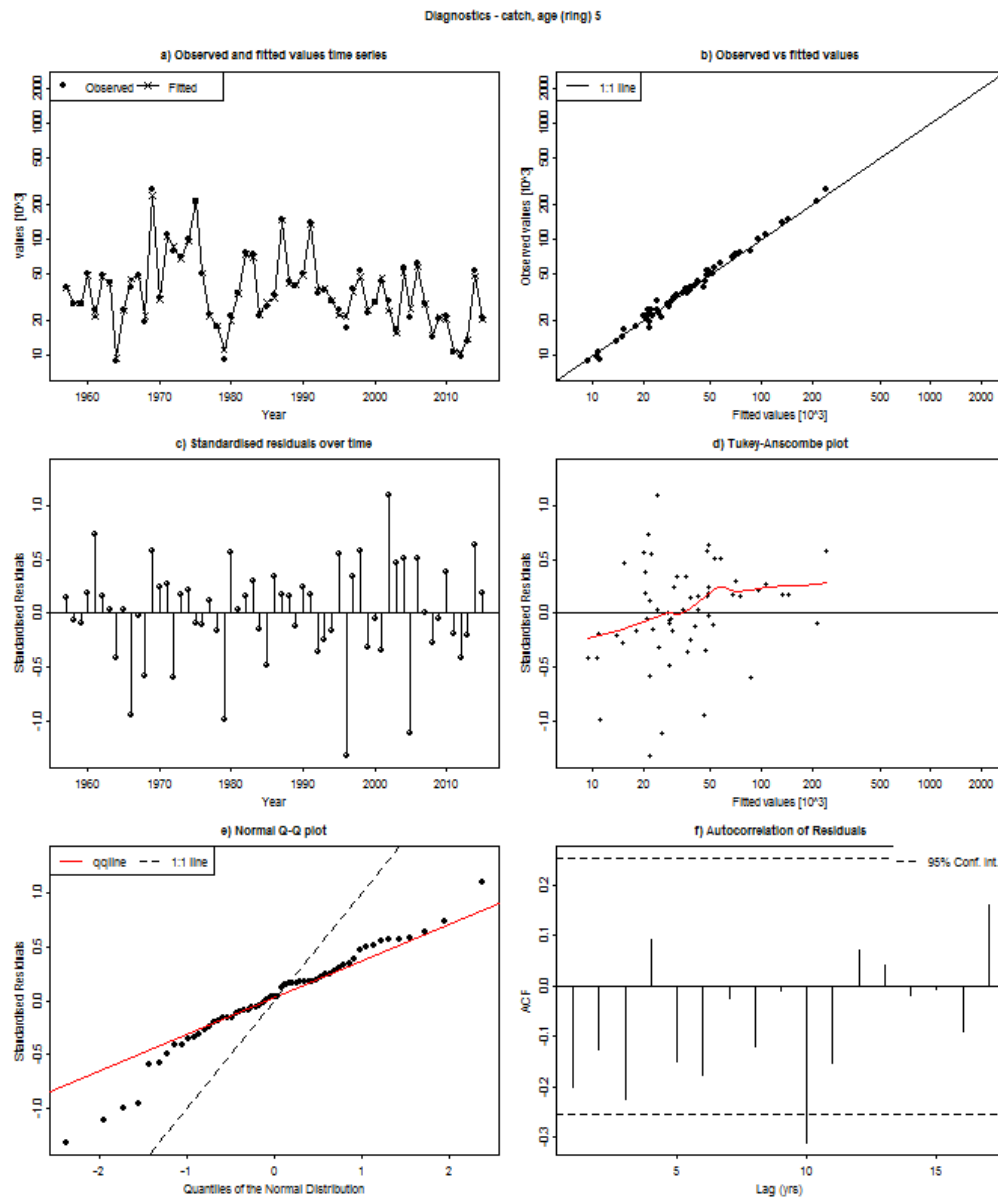 Diagnostics - catch, age (ring) 5
a) Observed and fitted values time series
Observed Fitted
values [10^3]
10 20 50 100 200 500 1000 2000
1960 1970 1980 1990 2000 2010
Year
b) Observed vs fitted values
1:1 line
Observed values [10^3]
10 20 50 100 200 500 1000 2000
10 20 50 100 200 500 1000 2000
Fitted values [10^3]
c) Standardised residuals over time
Standardised Residuals
-1.0 -0.5 0.0 0.5 1.0
1960 1970 1980 1990 2000 2010
Year
d) Tukey-Anscombe plot
Standardised Residuals
-1.0 -0.5 0.0 0.5 1.0
10 20 50 100 200 500 1000 2000
Fitted values [10^3]
e) Normal Q-Q plot
qqline 1:1 line
Standardised Residuals
-1.0 -0.5 0.0 0.5 1.0
-2 -1 0 1 2
Quantiles of the Normal Distribution
f) Autocorrelation of Residuals
95% Conf. Int.
ACF
-0.3 -0.2 -0.1 0.0 0.1 0.2
5 10 15
Lag (yrs)